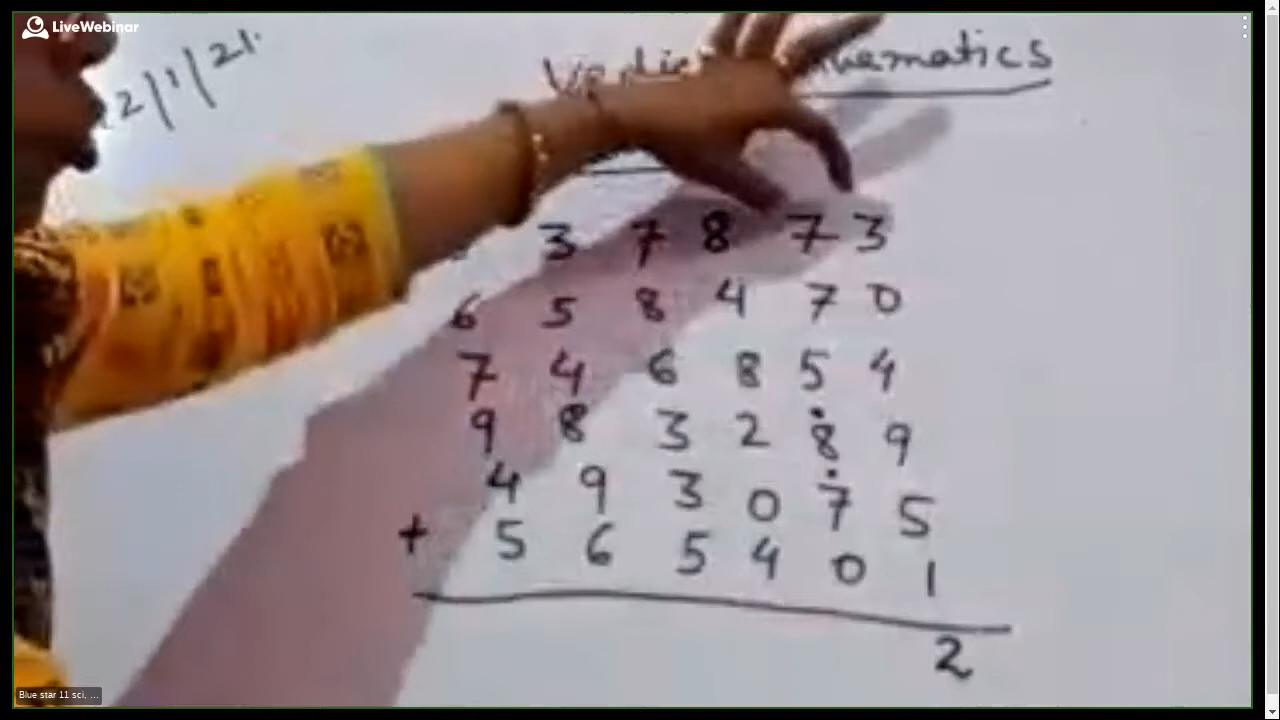 LiveWebinar
2/1/21
3 7 8 7 3
6 5 8 4 7 0
7 4 6 8 5 4
9 8 3 2 8 9
4 9 3 0 7 5
+ 5 6 5 4 0 1
2
Blue star 11 sci, ...